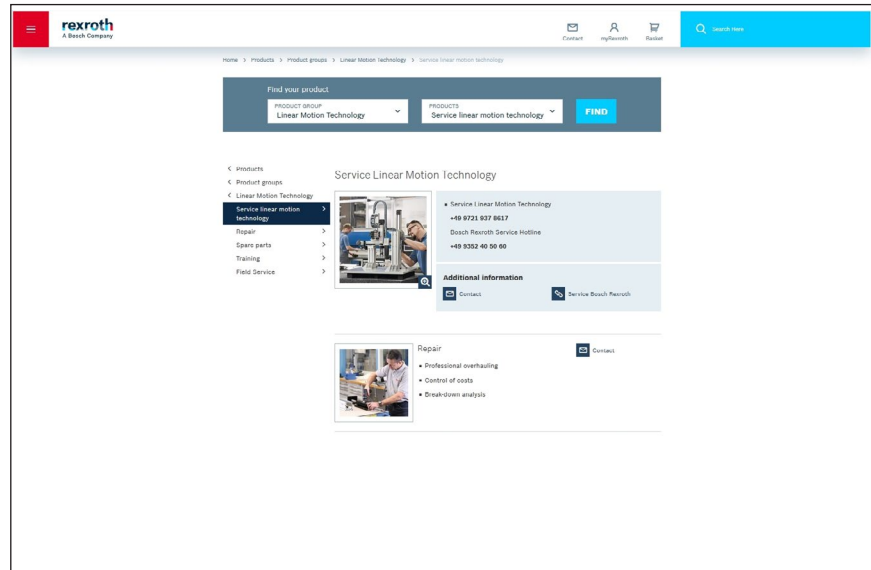 rexroth
A Bosch Company
Contact
myRexroth
Basket
Search Here
Home > Products > Product groups > Linear Motion Technology > Service linear motion technology
Find your product
PRODUCT GROUP
Linear Motion Technology
PRODUCTS
Service linear motion technology
FIND
Products
Product groups
Linear Motion Technology
Service linear motion
technology
Repair
Spare parts
Training
Field Service
Service Linear Motion Technology
Service Linear Motion Technology
+49 9721 937 8617
Bosch Rexroth Service Hotline
+49 9352 40 50 60
Additional information
Contact
Service Bosch Rexroth
Repair
Contact
Professional overhauling
Control of costs
Break-down analysis